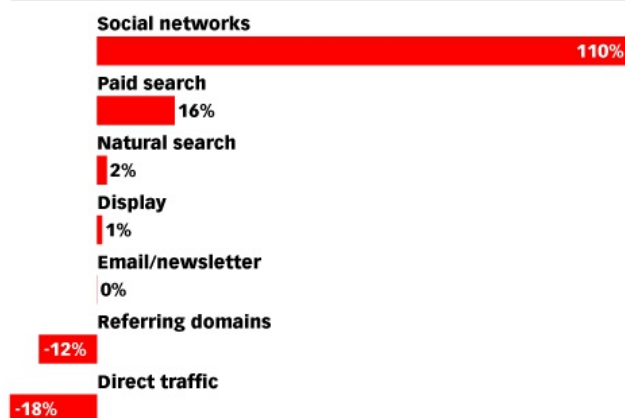 Social networks
110%
Paid search
16%
Natural search
2%
Display
1%
Email/newsletter
0%
Referring domains
-12%
Direct traffic
-18%